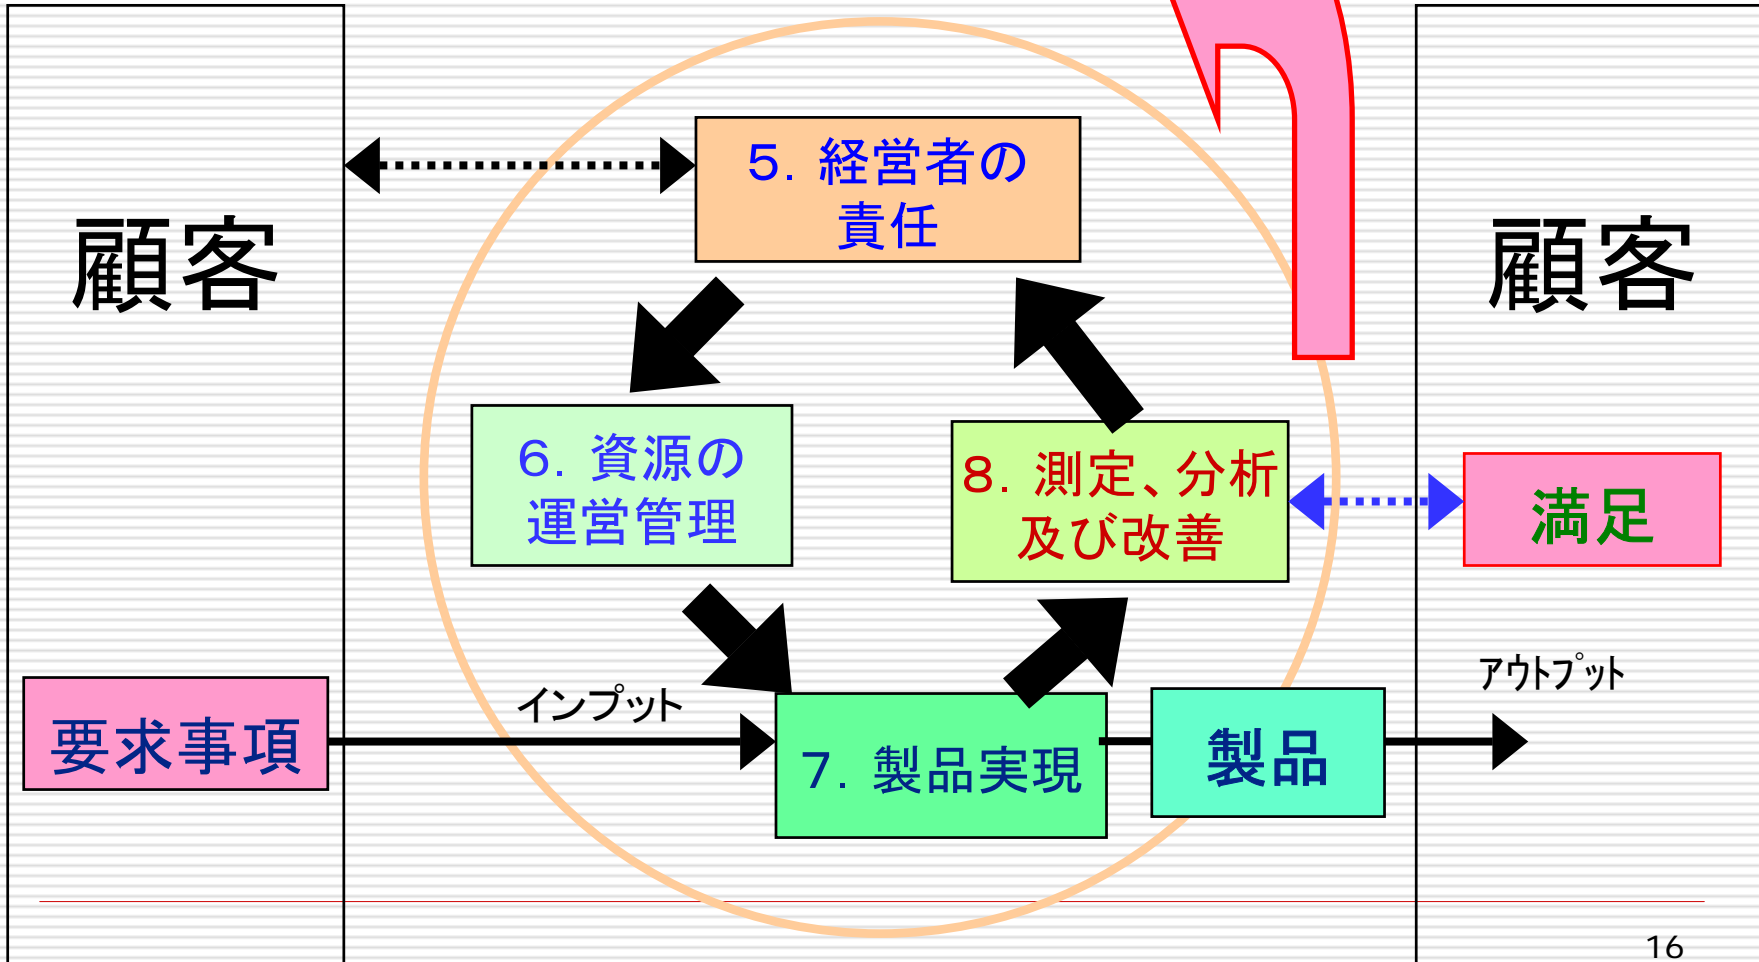 5. 経営者の
責任
顧客
顧客
6. 資源の
運営管理
8. 測定、分析
及び改善
満足
要求事項
インプット
7. 製品実現
製品
アウトプット
16